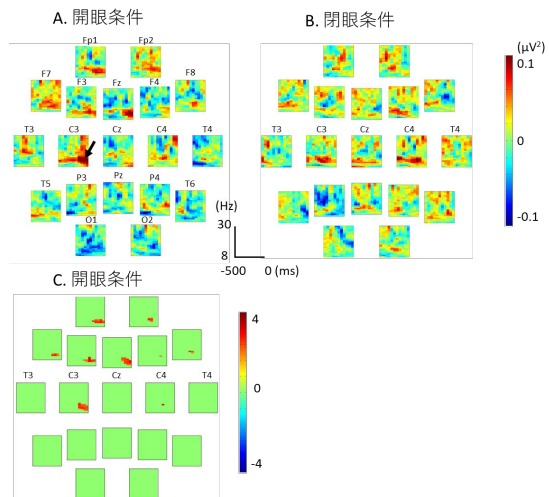 A. 開眼条件
B. 閉眼条件
Fp1 Fp2
(μV²)
0.1
0
-0.1
F7 F3 Fz F4 F8
T3 C3 Cz C4 T4
T3 C3 Cz C4 T4
T5 P3 Pz P4 T6
O1 O2
(Hz)
30
8
-500 0 (ms)
C. 開眼条件
4
0
-4
T3 C3 Cz C4 T4